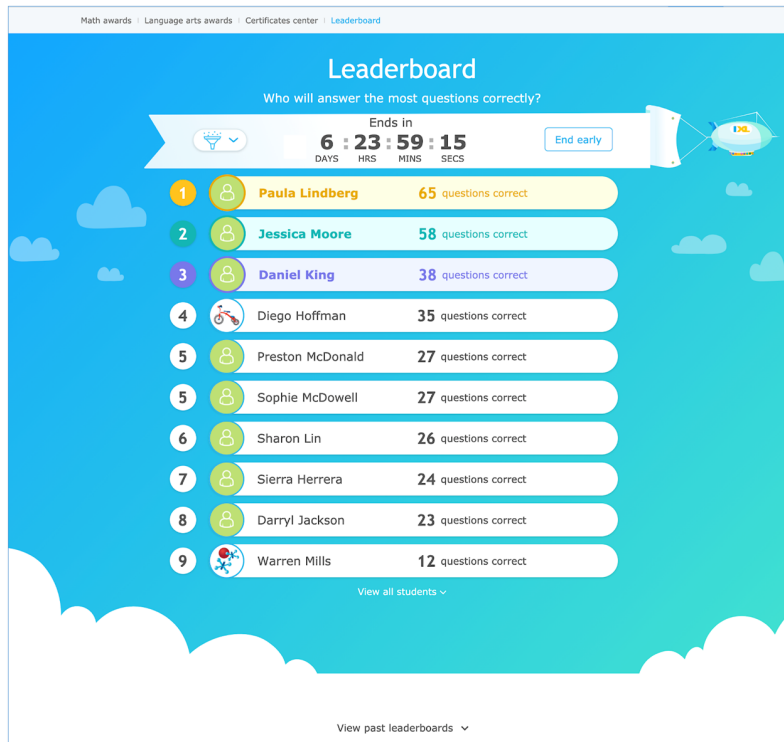 Math awards Language arts awards Certificates center Leaderboard
Leaderboard
Who will answer the most questions correctly?
Ends in
6 : 23 : 59 : 15
DAYS HRS MINS SECS
End early
IXL
1 Paula Lindberg 65 questions correct
2 Jessica Moore 58 questions correct
3 Daniel King 38 questions correct
4 Diego Hoffman 35 questions correct
5 Preston McDonald 27 questions correct
5 Sophie McDowell 27 questions correct
6 Sharon Lin 26 questions correct
7 Sierra Herrera 24 questions correct
8 Darryl Jackson 23 questions correct
9 Warren Mills 12 questions correct
View all students
View past leaderboards